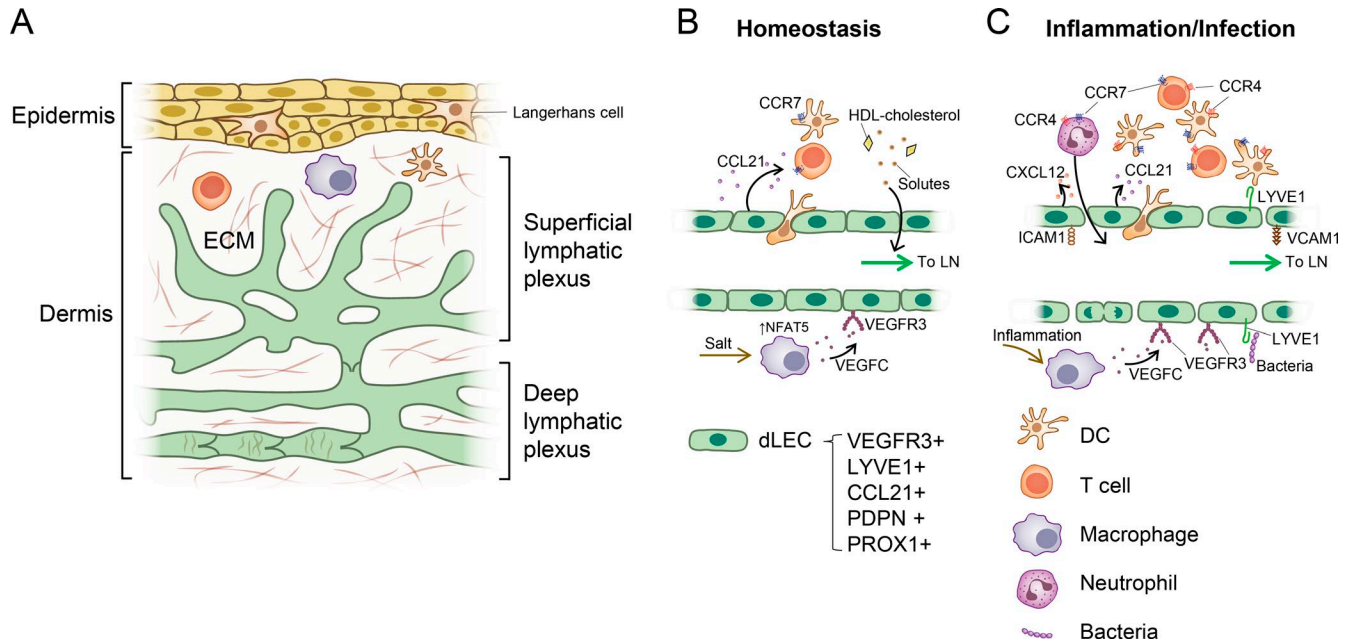 A
Epidermis
Langerhans cell
Dermis
ECM
Superficial
lymphatic
plexus
Deep
lymphatic
plexus
B
Homeostasis
CCR7
HDL-cholesterol
CCL21
Solutes
To LN
↑NFAT5
VEGFR3
Salt
VEGFC
dLEC
VEGFR3+
LYVE1+
CCL21+
PDPN +
PROX1+
C
Inflammation/Infection
CCR7
CCR4
CCR4
CXCL12
CCL21
LYVE1
ICAM1
VCAM1
To LN
Inflammation
LYVE1
VEGFC
VEGFR3
Bacteria
DC
T cell
Macrophage
Neutrophil
Bacteria